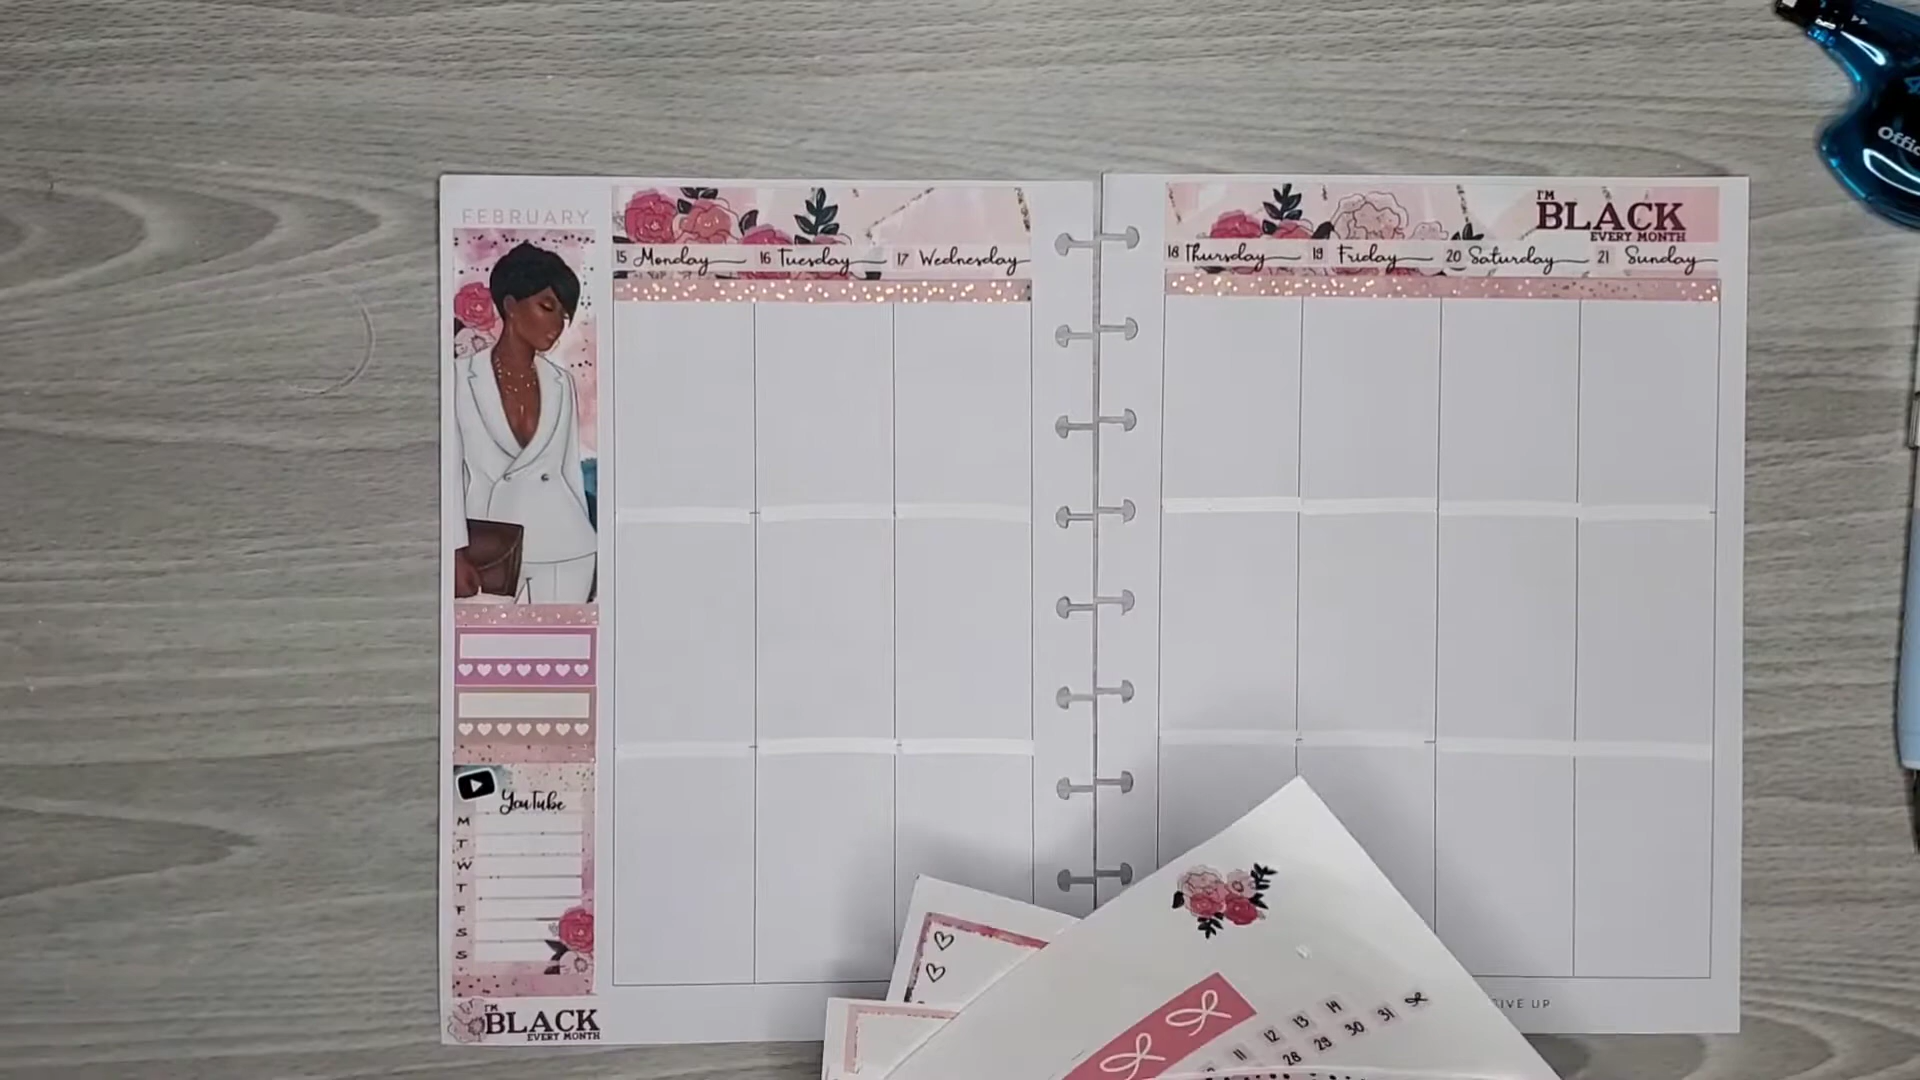 FEBRUARY
I'M
BLACK
EVERY MONTH
15 Monday 16 Tuesday 17 Wednesday
18 Thursday 19 Friday 20 Saturday 21 Sunday
YouTube
M
T
W
T
F
S
S
I'M
BLACK
EVERY MONTH
GIVE UP
11 12 13 14
28 29 30 31
Offic